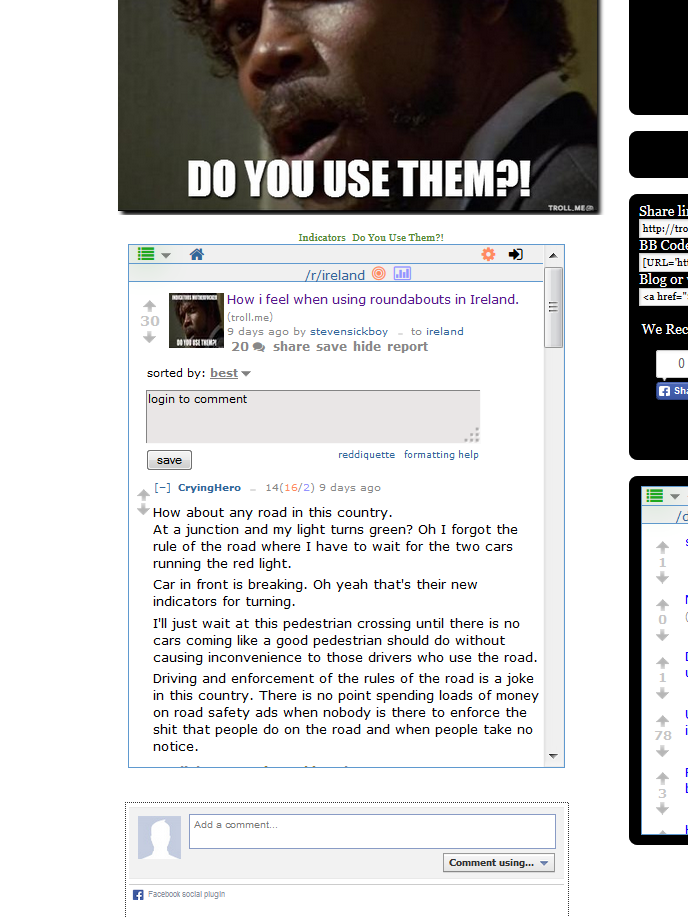 DO YOU USE THEM?!
TROLL.ME
Indicators Do You Use Them?!
/r/ireland
30
How i feel when using roundabouts in Ireland.
(troll.me)
9 days ago by stevensickboy _ to ireland
20 share save hide report
sorted by: best
login to comment
save
reddiquette formatting help
[–] CryingHero _ 14(16/2) 9 days ago
How about any road in this country.
At a junction and my light turns green? Oh I forgot the
rule of the road where I have to wait for the two cars
running the red light.
Car in front is breaking. Oh yeah that's their new
indicators for turning.
I'll just wait at this pedestrian crossing until there is no
cars coming like a good pedestrian should do without
causing inconvenience to those drivers who use the road.
Driving and enforcement of the rules of the road is a joke
in this country. There is no point spending loads of money
on road safety ads when nobody is there to enforce the
shit that people do on the road and when people take no
notice.
Add a comment...
Comment using...
Facebook social plugin
Share
http://tro
BB Code
[URL=
Blog or
<a href="
We Rec
0
Sha
1
0
1
78
3